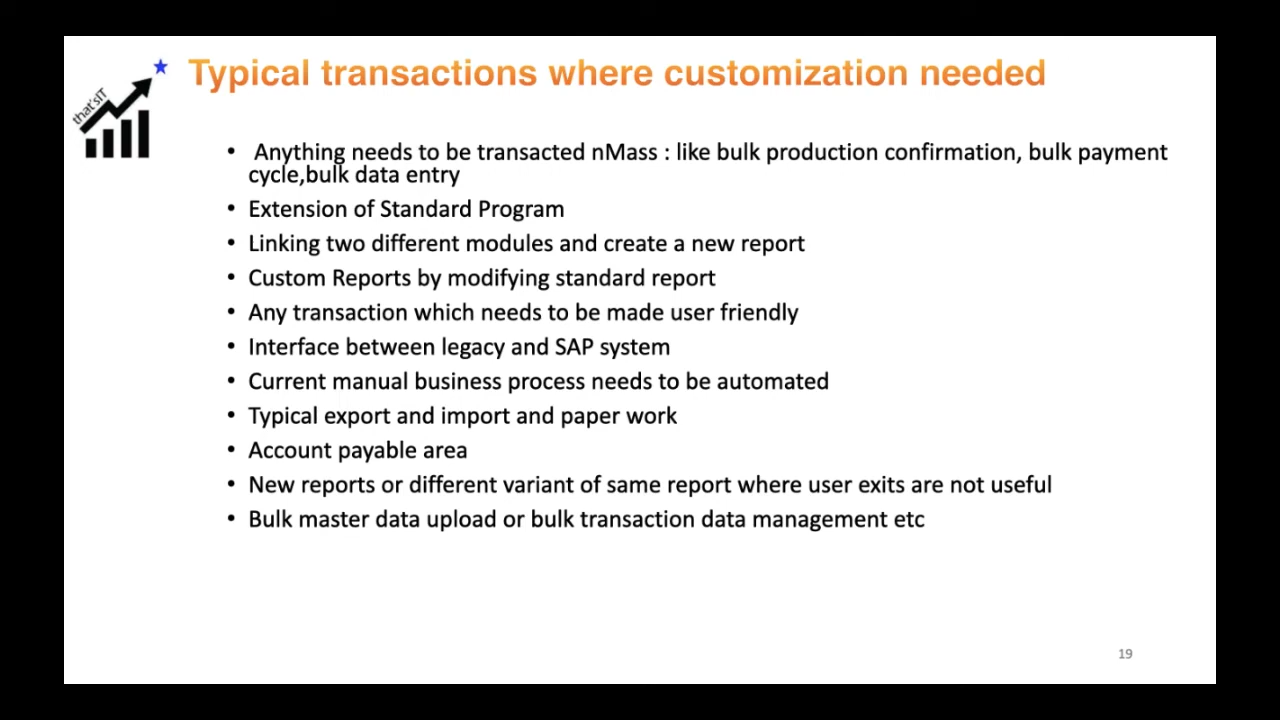 that'sIT
Typical transactions where customization needed
• Anything needs to be transacted nMass : like bulk production confirmation, bulk payment
cycle,bulk data entry
• Extension of Standard Program
• Linking two different modules and create a new report
• Custom Reports by modifying standard report
• Any transaction which needs to be made user friendly
• Interface between legacy and SAP system
• Current manual business process needs to be automated
• Typical export and import and paper work
• Account payable area
• New reports or different variant of same report where user exits are not useful
• Bulk master data upload or bulk transaction data management etc
19